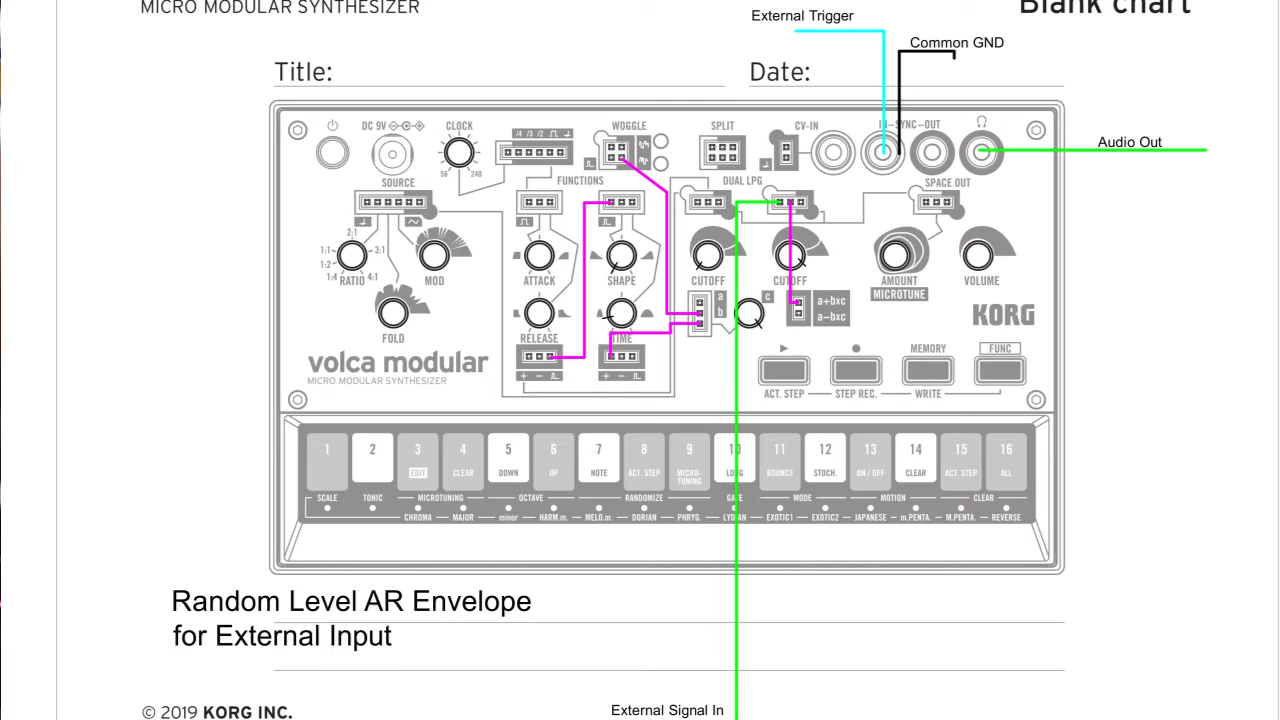 MICRO MODULAR SYNTHESIZER
Blank chart
External Trigger
Common GND
Title:
Date:
DC 9V
CLOCK
/4 /3 /2
WOGGLE
SPLIT
CV-IN
IN-SYNC-OUT
Audio Out
56 240
SOURCE
FUNCTIONS
DUAL LPG
SPACE OUT
2:1
1:1 3:1
1:2
1:4 4:1
RATIO
MOD
ATTACK
SHAPE
CUTOFF
CUTOFF
AMOUNT
MICROTUNE
VOLUME
a
b
c
a+bxc
a-bxc
KORG
FOLD
RELEASE
TIME
volca modular
MICRO MODULAR SYNTHESIZER
+ -
+ -
MEMORY
FUNC
ACT. STEP
STEP REC.
WRITE
1 2 3 4 5 6 7 8 9 10 11 12 13 14 15 16
EDIT CLEAR DOWN UP NOTE ACT. STEP MICRO-TUNING LONG BOUNCE STOCH. ON / OFF CLEAR ACT. STEP ALL
SCALE TONIC MICROTUNING OCTAVE RANDOMIZE GATE MODE MOTION CLEAR
CHROMA MAJOR minor HARM.m. MELO.m. DORIAN PHRYG. LYDIAN EXOTIC1 EXOTIC2 JAPANESE m.PENTA. M.PENTA. REVERSE
Random Level AR Envelope
for External Input
© 2019 KORG INC.
External Signal In